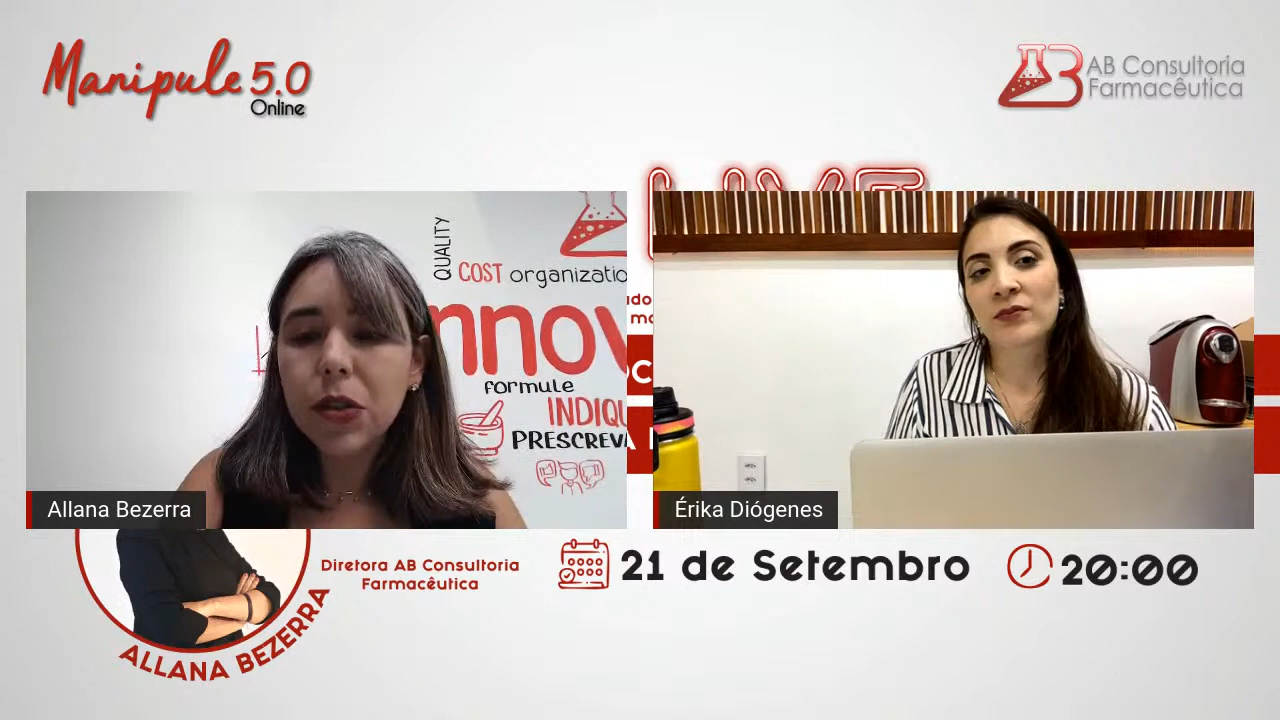 Manipule 5.0
Online
AB Consultoria
Farmacêutica
LIVE
QUALITY
COST organizatio
nnov
formule
INDIQU
PRESCREVA
Allana Bezerra
Érika Diógenes
Diretora AB Consultoria
Farmacêutica
21 de Setembro
20:00
ALLANA BEZERRA